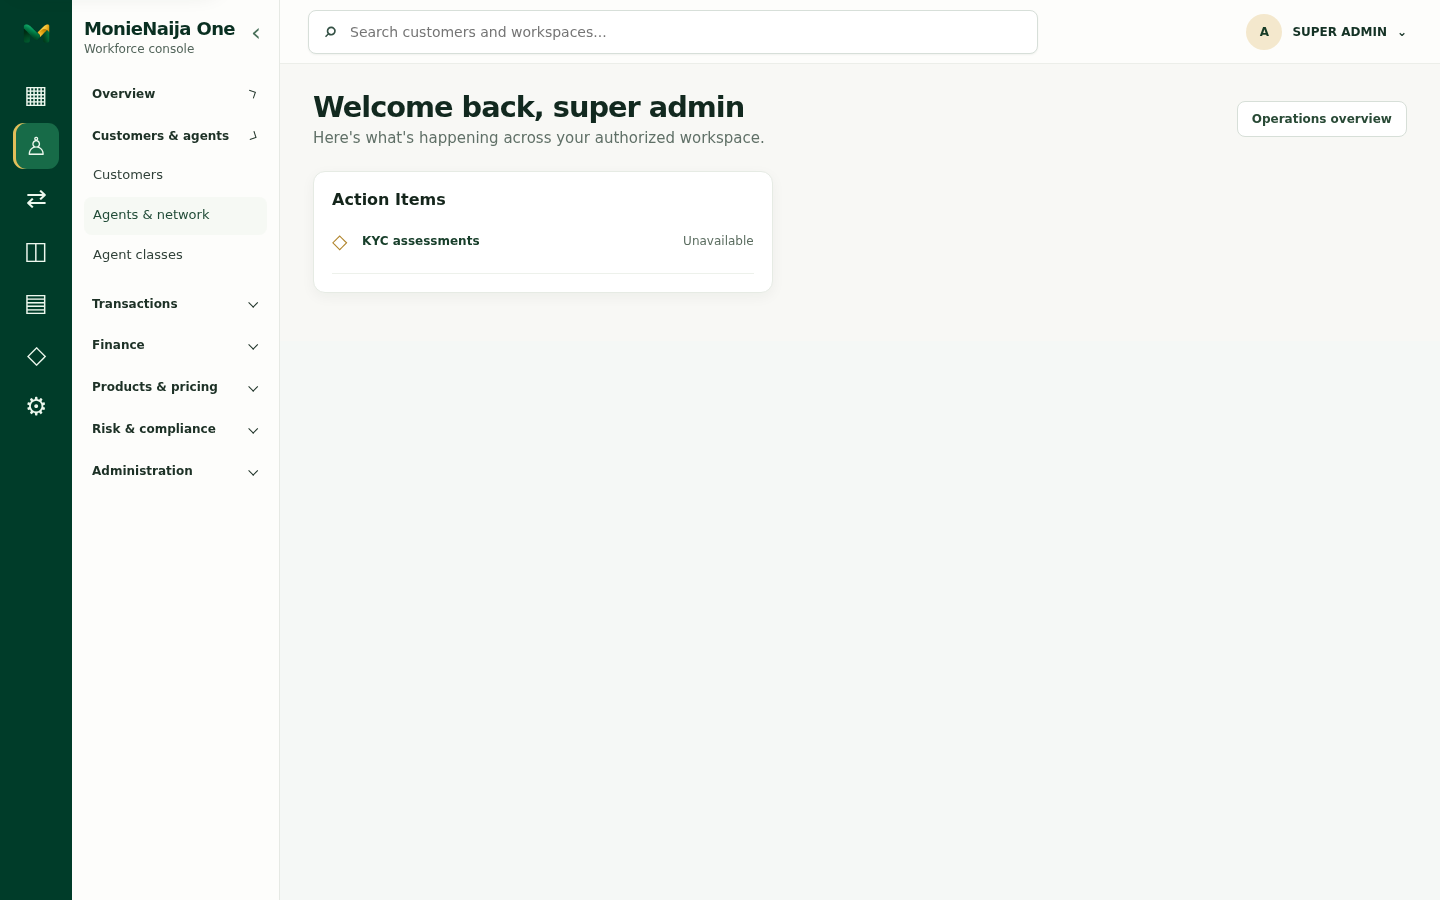 MonieNaija One
Workforce console
Overview
Customers & agents
Customers
Agents & network
Agent classes
Transactions
Finance
Products & pricing
Risk & compliance
Administration
Search customers and workspaces...
A
SUPER ADMIN
Welcome back, super admin
Here's what's happening across your authorized workspace.
Operations overview
Action Items
KYC assessments
Unavailable